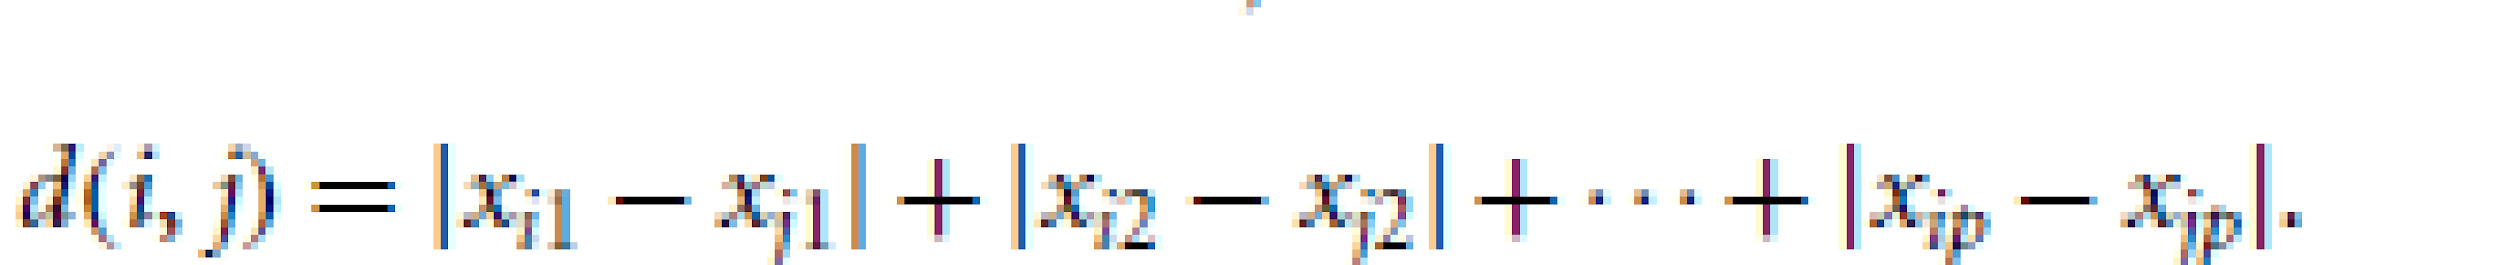 d(i, j) = |x_{i1} − x_{j1}| + |x_{i2} − x_{j2}| + ··· + |x_{ip} − x_{jp}|.